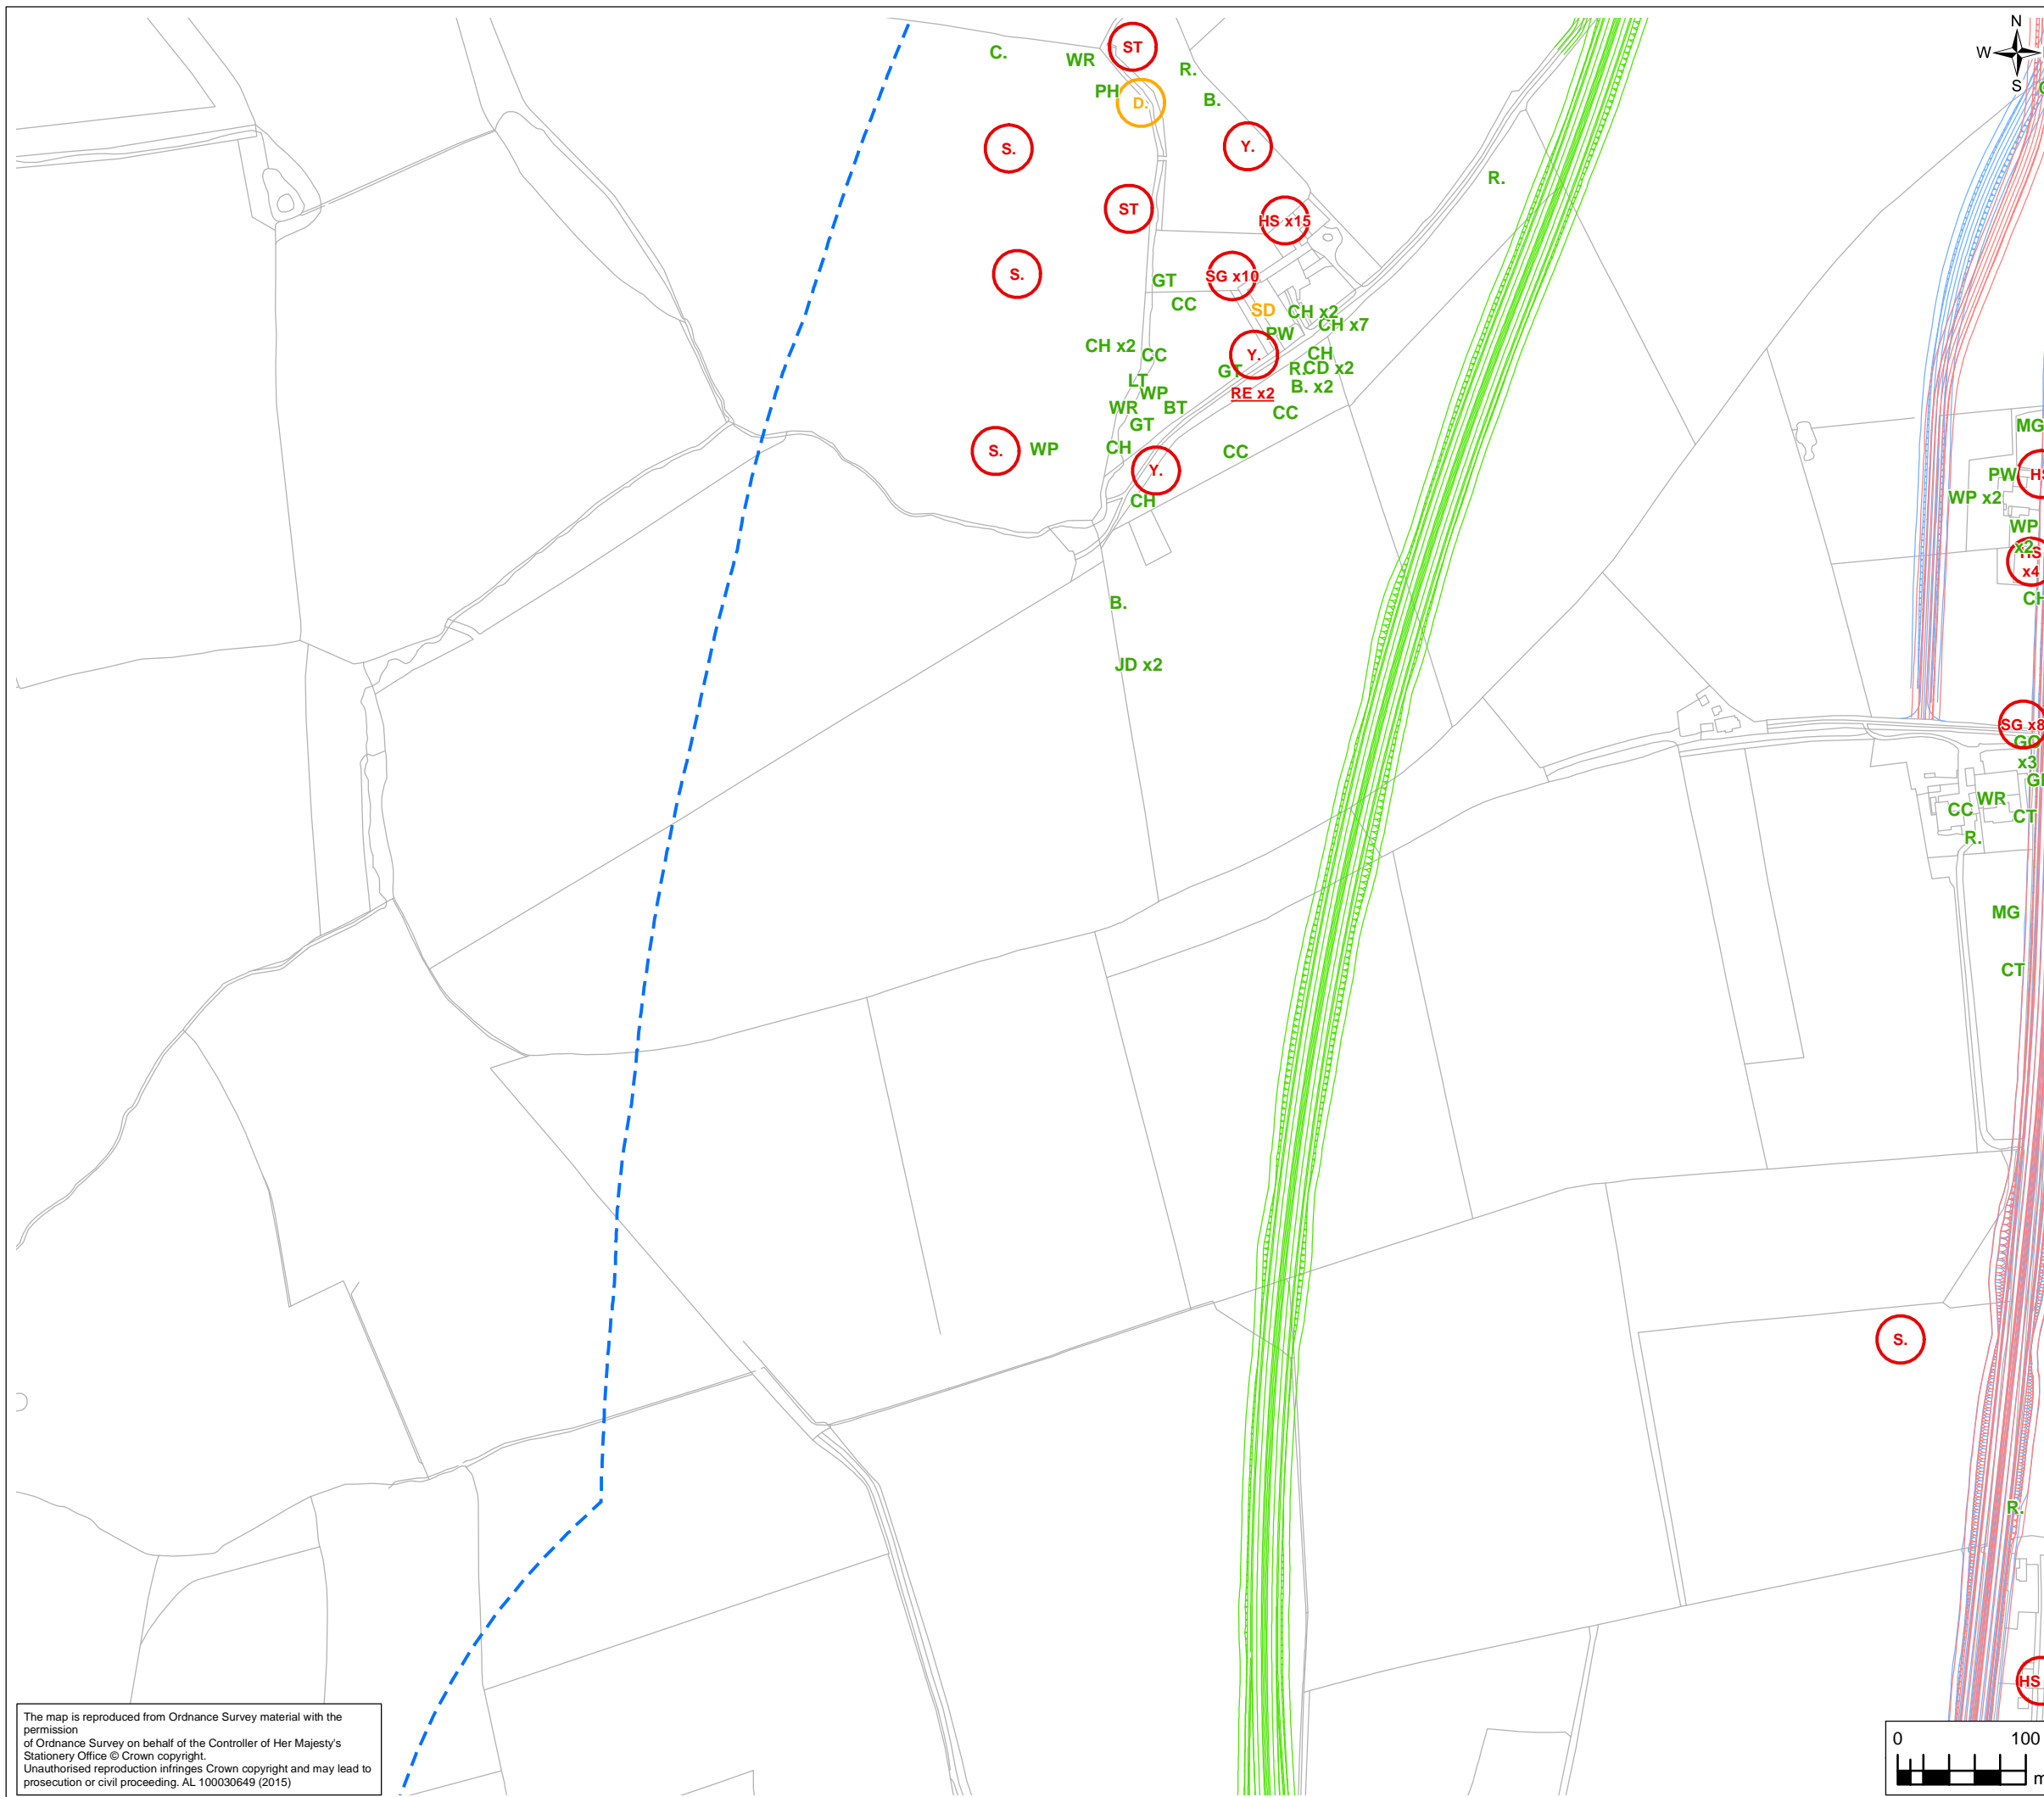 N
W
S
C.
WR
ST
R.
PH
D.
B.
S.
Y.
R.
ST
HS x15
S.
GT
SG x10
CC
SD
CH x2
CH x7
PW
CH x2
CC
Y.
CH
GT
R.
CD x2
LT
WP
RE x2
B. x2
WR
BT
CC
GT
MG
S.
WP
CH
CC
Y.
PW
WP x2
CH
WP
x2
HS
x4
B.
CH
JD x2
SG x8
x3
WR
CC
CT
R.
MG
CT
S.
R.
HS
The map is reproduced from Ordnance Survey material with the
permission
of Ordnance Survey on behalf of the Controller of Her Majesty's
Stationery Office © Crown copyright.
Unauthorised reproduction infringes Crown copyright and may lead to
prosecution or civil proceeding. AL 100030649 (2015)
0 100
m